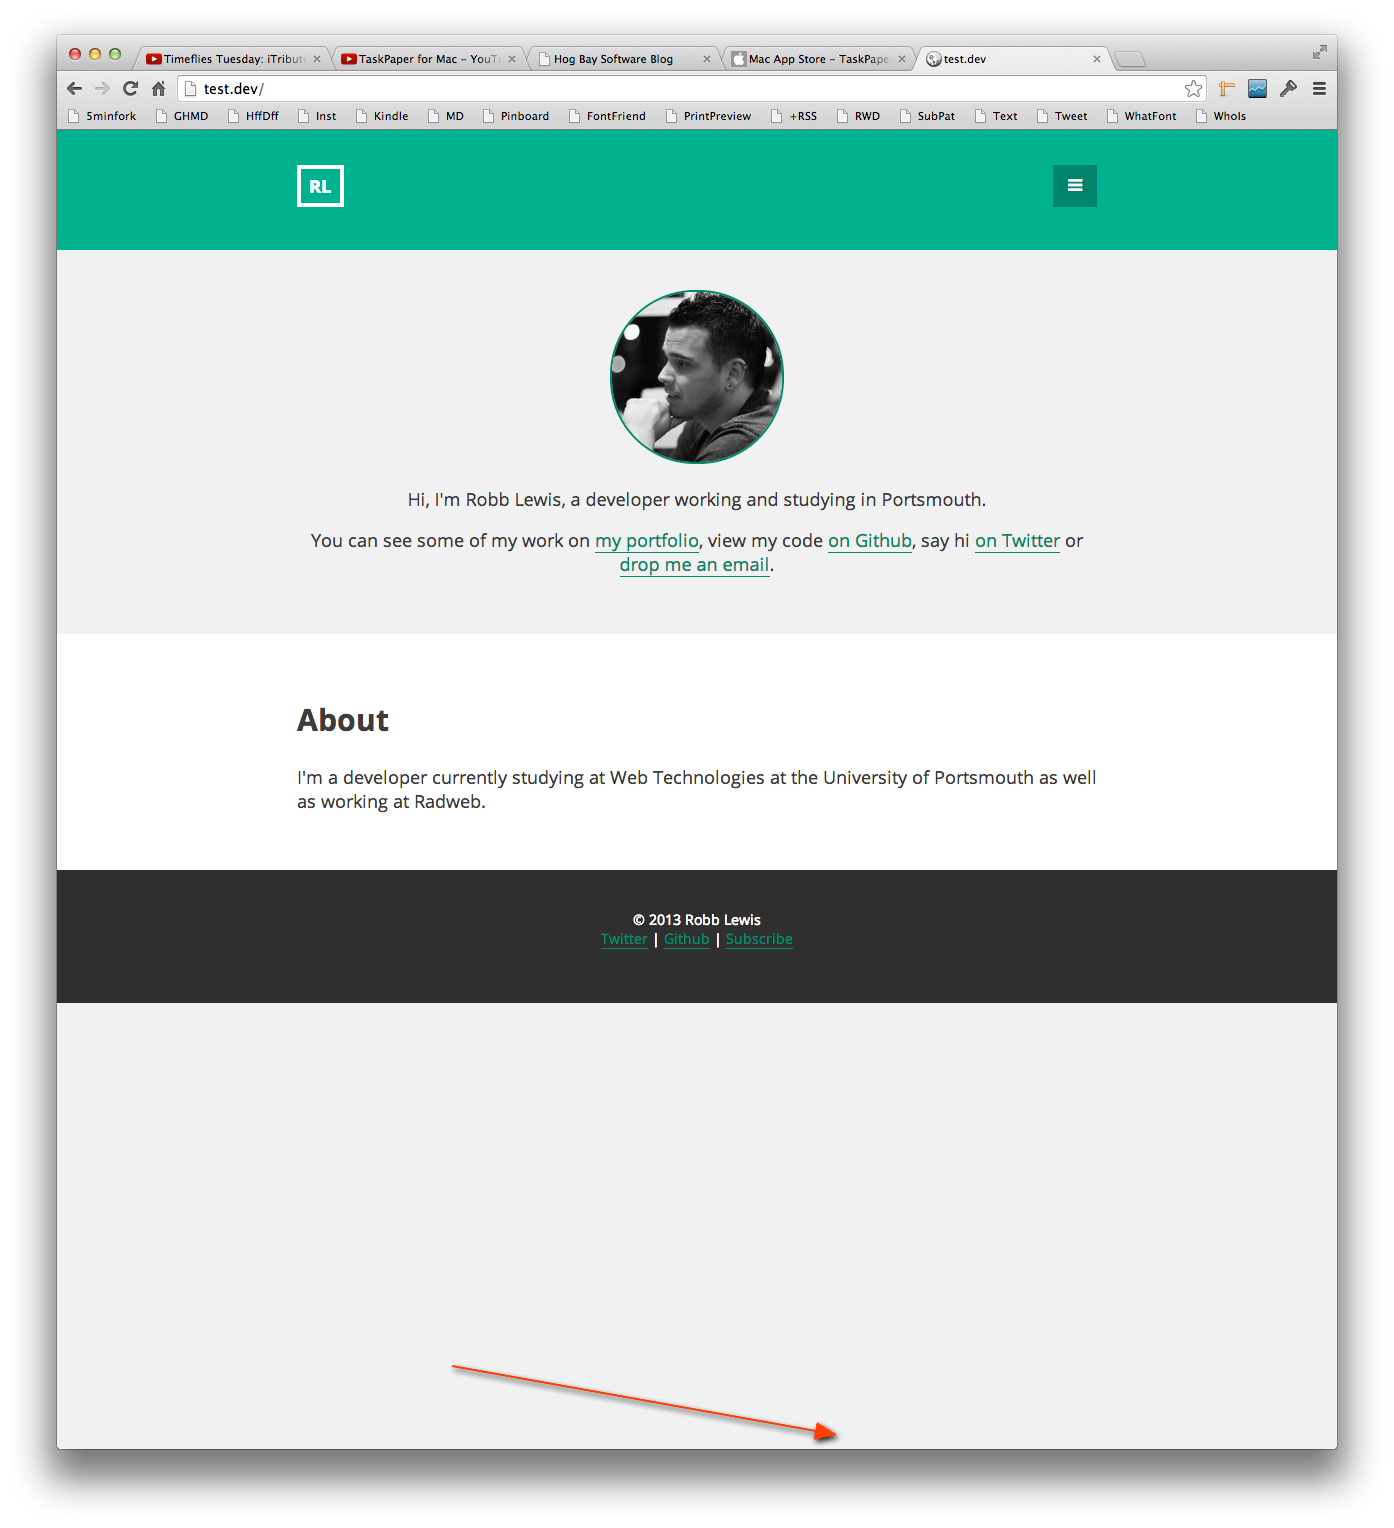 Timeflies Tuesday: iTribute
TaskPaper for Mac – YouTu
Hog Bay Software Blog
Mac App Store – TaskPaper
test.dev
test.dev/
5minfork
GHMD
HffDff
Inst
Kindle
MD
Pinboard
FontFriend
PrintPreview
+RSS
RWD
SubPat
Text
Tweet
WhatFont
WhoIs
RL
Hi, I'm Robb Lewis, a developer working and studying in Portsmouth.
You can see some of my work on my portfolio, view my code on Github, say hi on Twitter or
drop me an email.
About
I'm a developer currently studying at Web Technologies at the University of Portsmouth as well
as working at Radweb.
© 2013 Robb Lewis
Twitter | Github | Subscribe